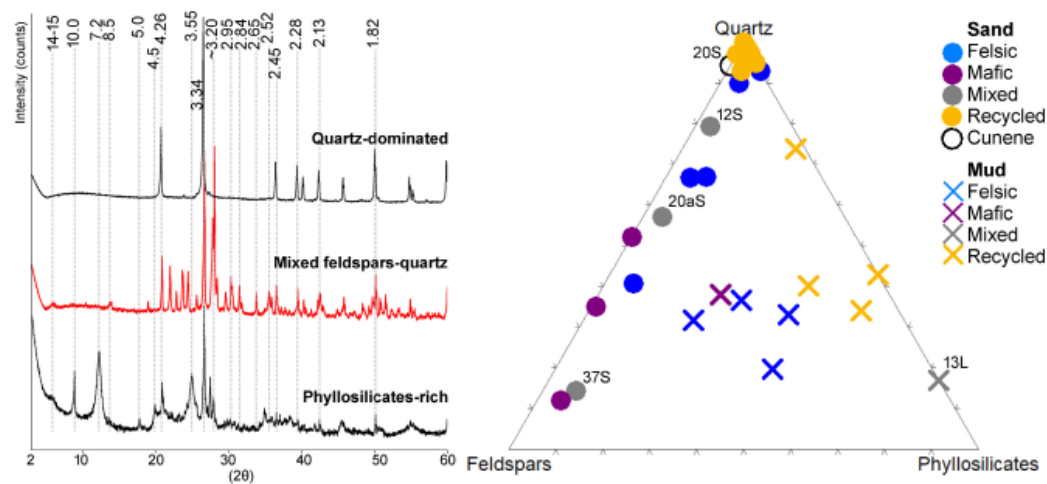 14-15
10.0
7.2
8.5
5.0
4.5
4.26
3.55
3.34
~3.20
2.95
2.84
2.65
2.52
2.45
2.28
2.13
1.82
Intensity (counts)
Quartz-dominated
Mixed feldspars-quartz
Phyllosilicates-rich
2 10 20 30 40 50 60
(2θ)
Quartz
20S
12S
20aS
37S
13L
Feldspars
Phyllosilicates
Sand
Felsic
Mafic
Mixed
Recycled
Cunene
Mud
Felsic
Mafic
Mixed
Recycled